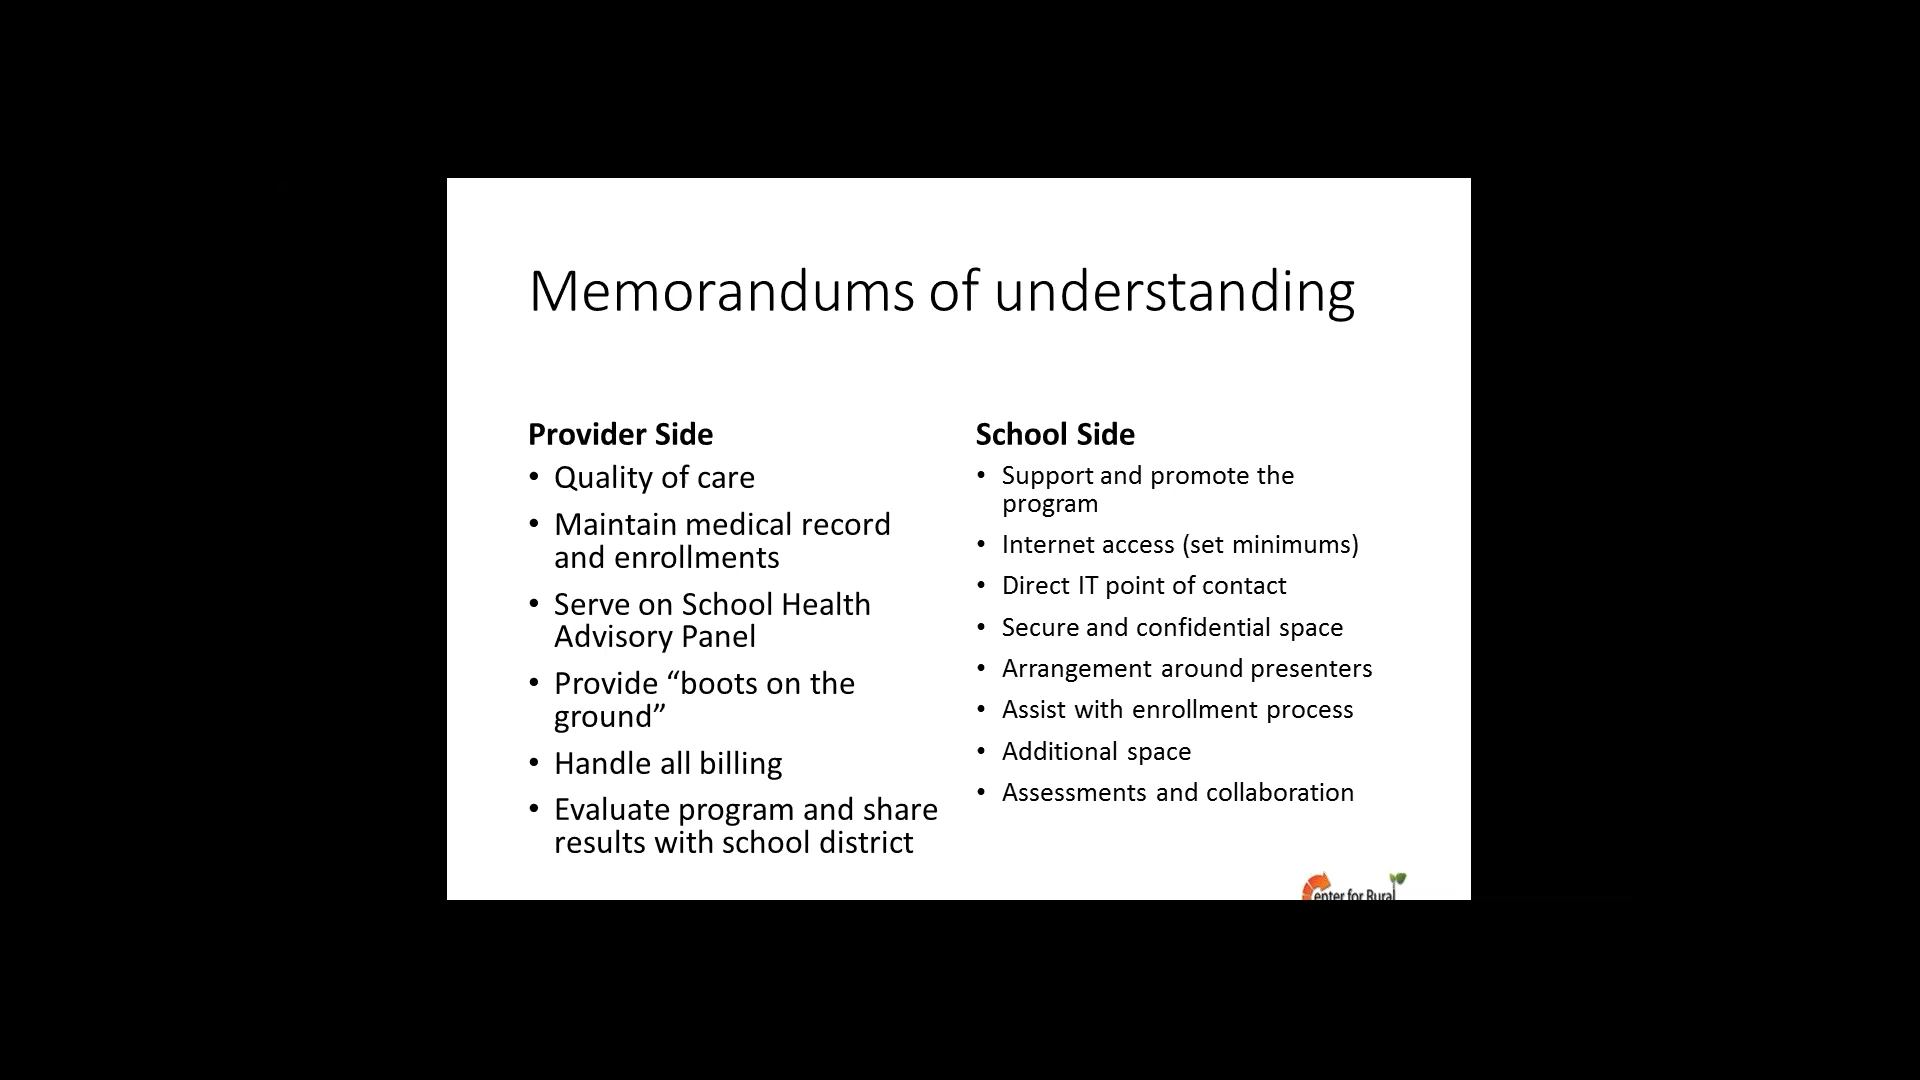 Memorandums of understanding
Provider Side
• Quality of care
• Maintain medical record
and enrollments
• Serve on School Health
Advisory Panel
• Provide “boots on the
ground”
• Handle all billing
• Evaluate program and share
results with school district
School Side
• Support and promote the
program
• Internet access (set minimums)
• Direct IT point of contact
• Secure and confidential space
• Arrangement around presenters
• Assist with enrollment process
• Additional space
• Assessments and collaboration
Center for Rural